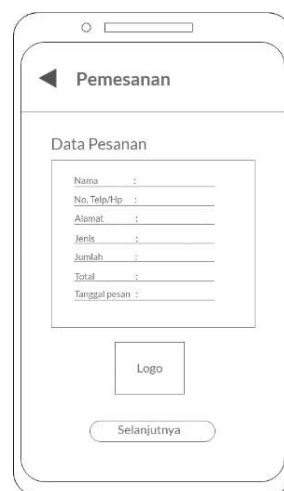 Pemesanan
Data Pesanan
Nama :
No. Telp/Hp :
Alamat :
Jenis :
Jumlah :
Total :
Tanggal pesan :
Logo
Selanjutnya